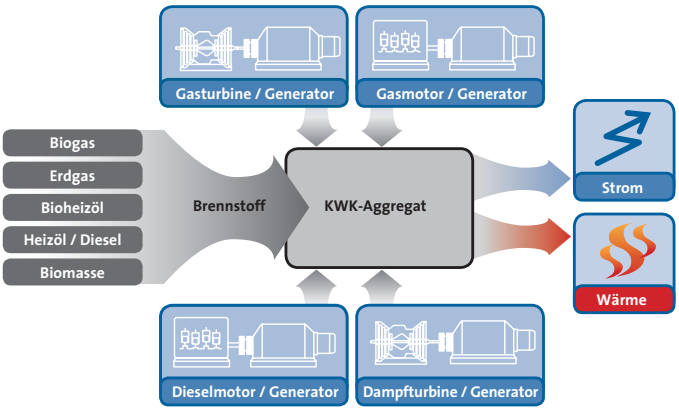 Gasturbine / Generator
Gasmotor / Generator
Biogas
Erdgas
Bioheizöl
Heizöl / Diesel
Biomasse
Brennstoff
KWK-Aggregat
Strom
Wärme
Dieselmotor / Generator
Dampfturbine / Generator